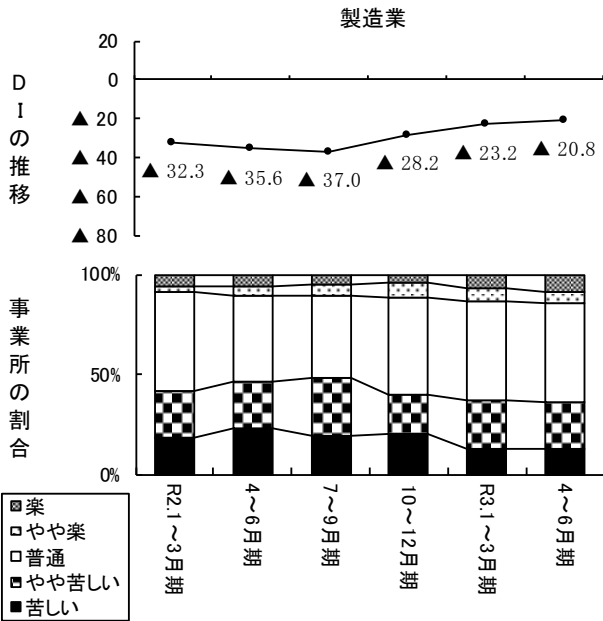 製造業
DIの推移
20
0
▲ 20
▲ 40
▲ 60
▲ 80
▲ 32.3
▲ 35.6
▲ 37.0
▲ 28.2
▲ 23.2
▲ 20.8
事業所の割合
100%
50%
0%
R2.1～3月期
4～6月期
7～9月期
10～12月期
R3.1～3月期
4～6月期
楽
やや楽
普通
やや苦しい
苦しい